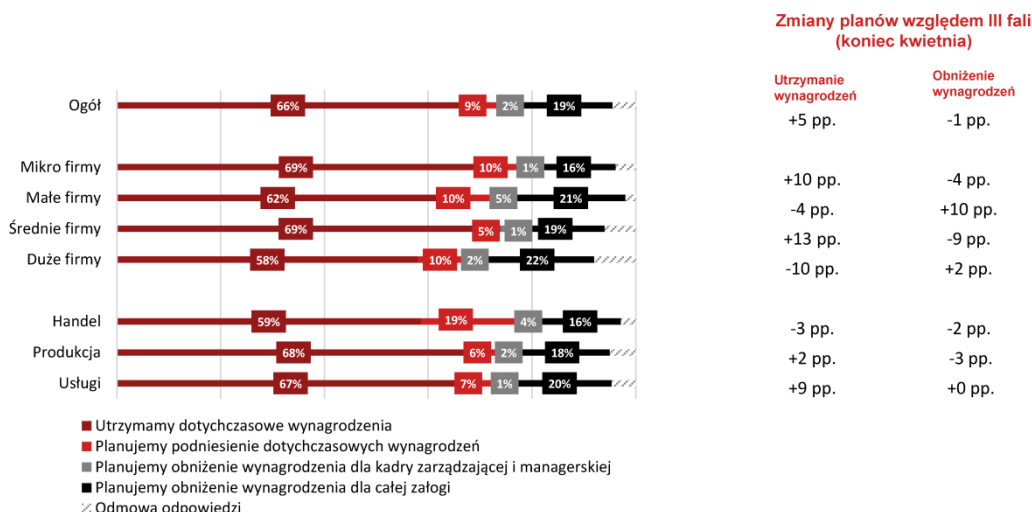 Zmiany planów względem III fali
(koniec kwietnia)
Utrzymanie
wynagrodzeń
Obniżenie
wynagrodzeń
Ogół 66% 9% 2% 19% +5 pp. -1 pp.
Mikro firmy 69% 10% 1% 16% +10 pp. -4 pp.
Małe firmy 62% 10% 5% 21% -4 pp. +10 pp.
Średnie firmy 69% 5% 1% 19% +13 pp. -9 pp.
Duże firmy 58% 10% 2% 22% -10 pp. +2 pp.
Handel 59% 19% 4% 16% -3 pp. -2 pp.
Produkcja 68% 6% 2% 18% +2 pp. -3 pp.
Usługi 67% 7% 1% 20% +9 pp. +0 pp.
Utrzymamy dotychczasowe wynagrodzenia
Planujemy podniesienie dotychczasowych wynagrodzeń
Planujemy obniżenie wynagrodzenia dla kadry zarządzającej i managerskiej
Planujemy obniżenie wynagrodzenia dla całej załogi
Odmowa odpowiedzi